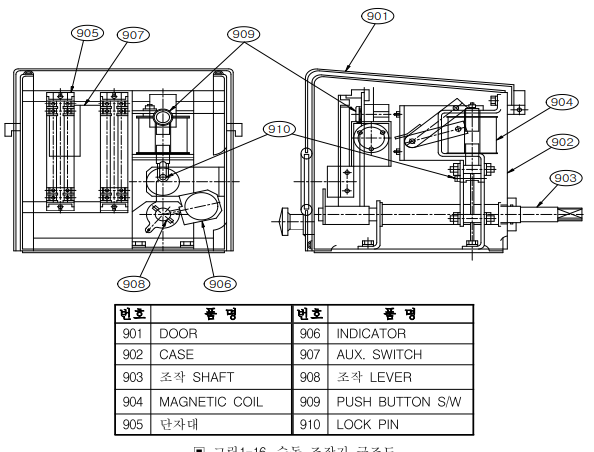 905 907 909 901
910 904
902
903
908 906
번호 품 명 번호 품 명
901 DOOR 906 INDICATOR
902 CASE 907 AUX. SWITCH
903 조작 SHAFT 908 조작 LEVER
904 MAGNETIC COIL 909 PUSH BUTTON S/W
905 단자대 910 LOCK PIN
▣ 그림1-16 수동 조작기 구조도